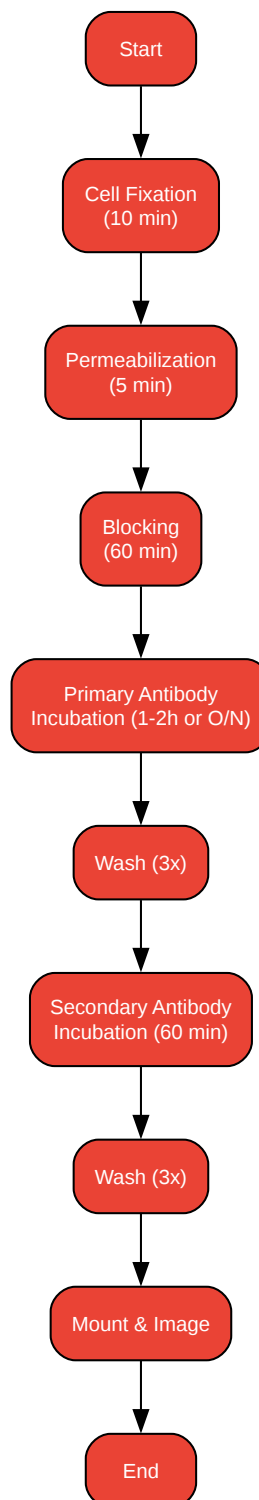 Start
Cell Fixation
(10 min)
Permeabilization
(5 min)
Blocking
(60 min)
Primary Antibody
Incubation (1-2h or O/N)
Wash (3x)
Secondary Antibody
Incubation (60 min)
Wash (3x)
Mount & Image
End